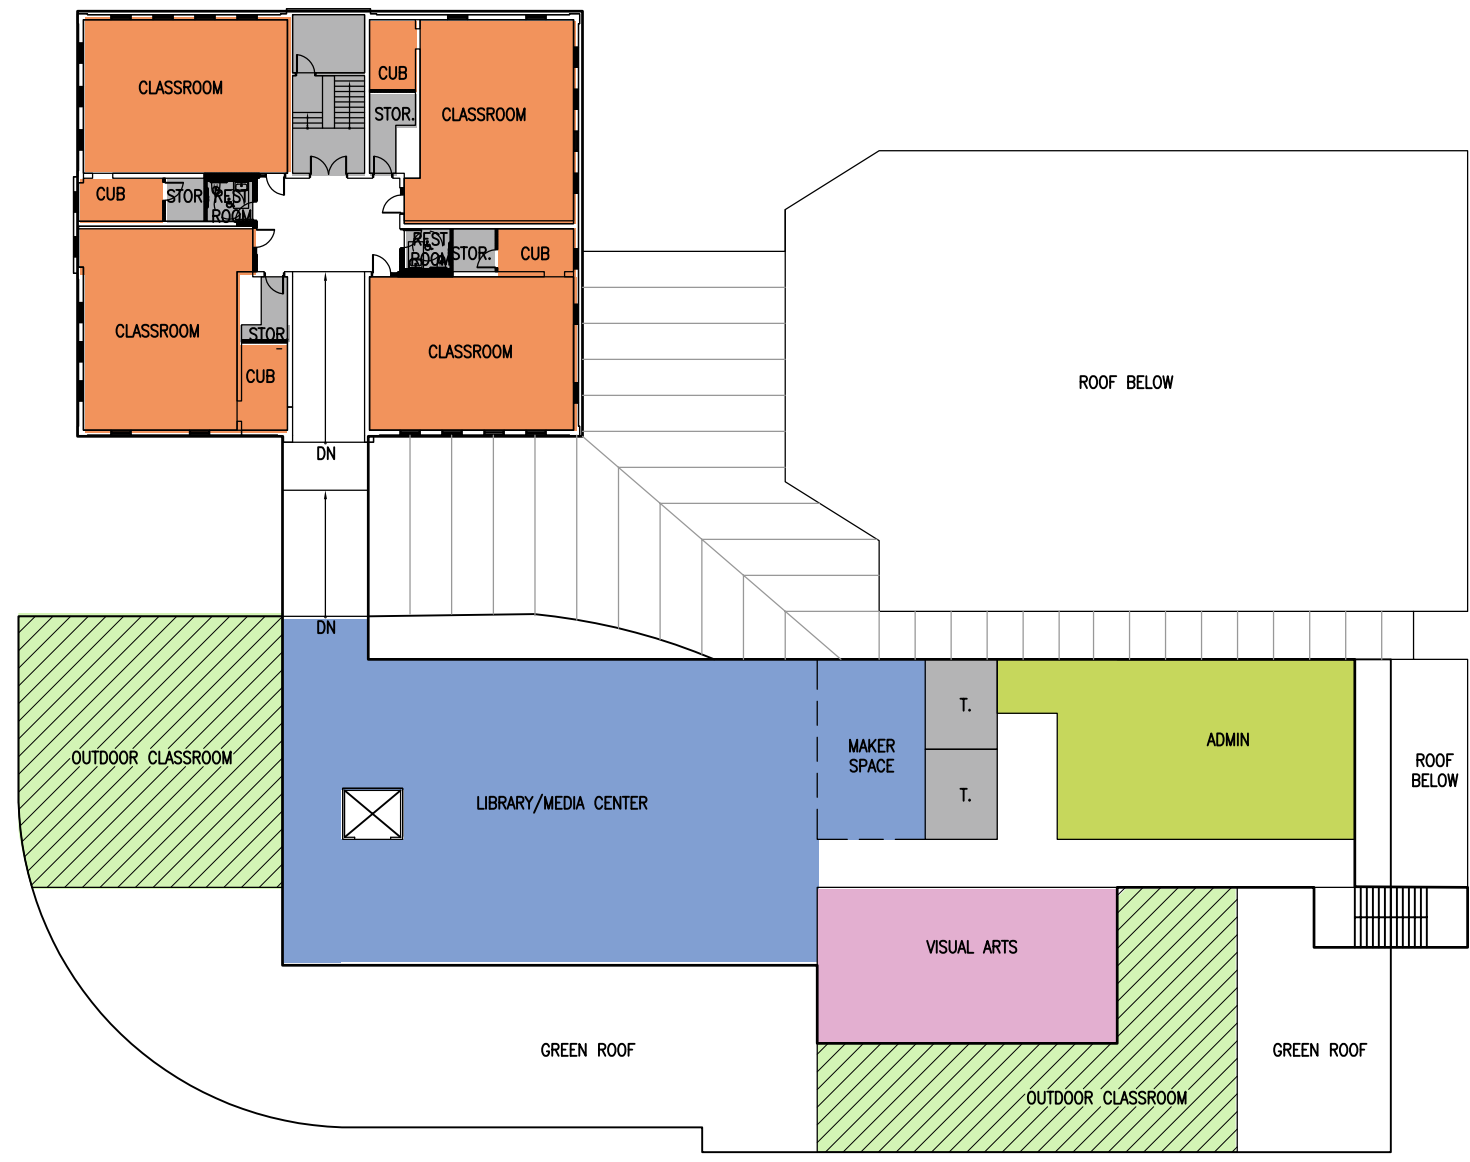 CLASSROOM
CUB
STOR.
CLASSROOM
CUB
STOR.
REST
ROOM
REST
ROOM
STOR.
CUB
CLASSROOM
STOR.
CUB
CLASSROOM
ROOF BELOW
DN
DN
OUTDOOR CLASSROOM
LIBRARY/MEDIA CENTER
MAKER
SPACE
T.
T.
ADMIN
ROOF
BELOW
VISUAL ARTS
GREEN ROOF
OUTDOOR CLASSROOM
GREEN ROOF